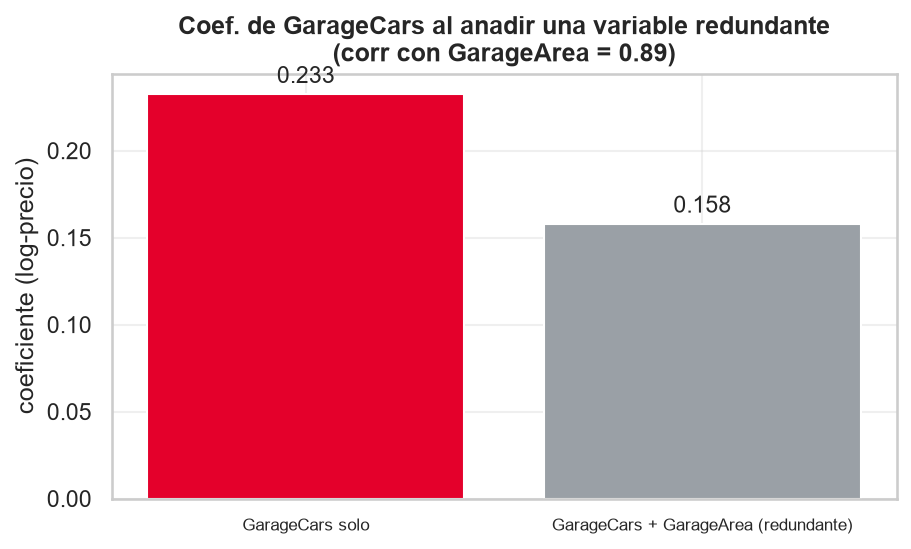 Coef. de GarageCars al anadir una variable redundante
(corr con GarageArea = 0.89)
0.233
0.158
coeficiente (log-precio)
0.20
0.15
0.10
0.05
0.00
GarageCars solo
GarageCars + GarageArea (redundante)